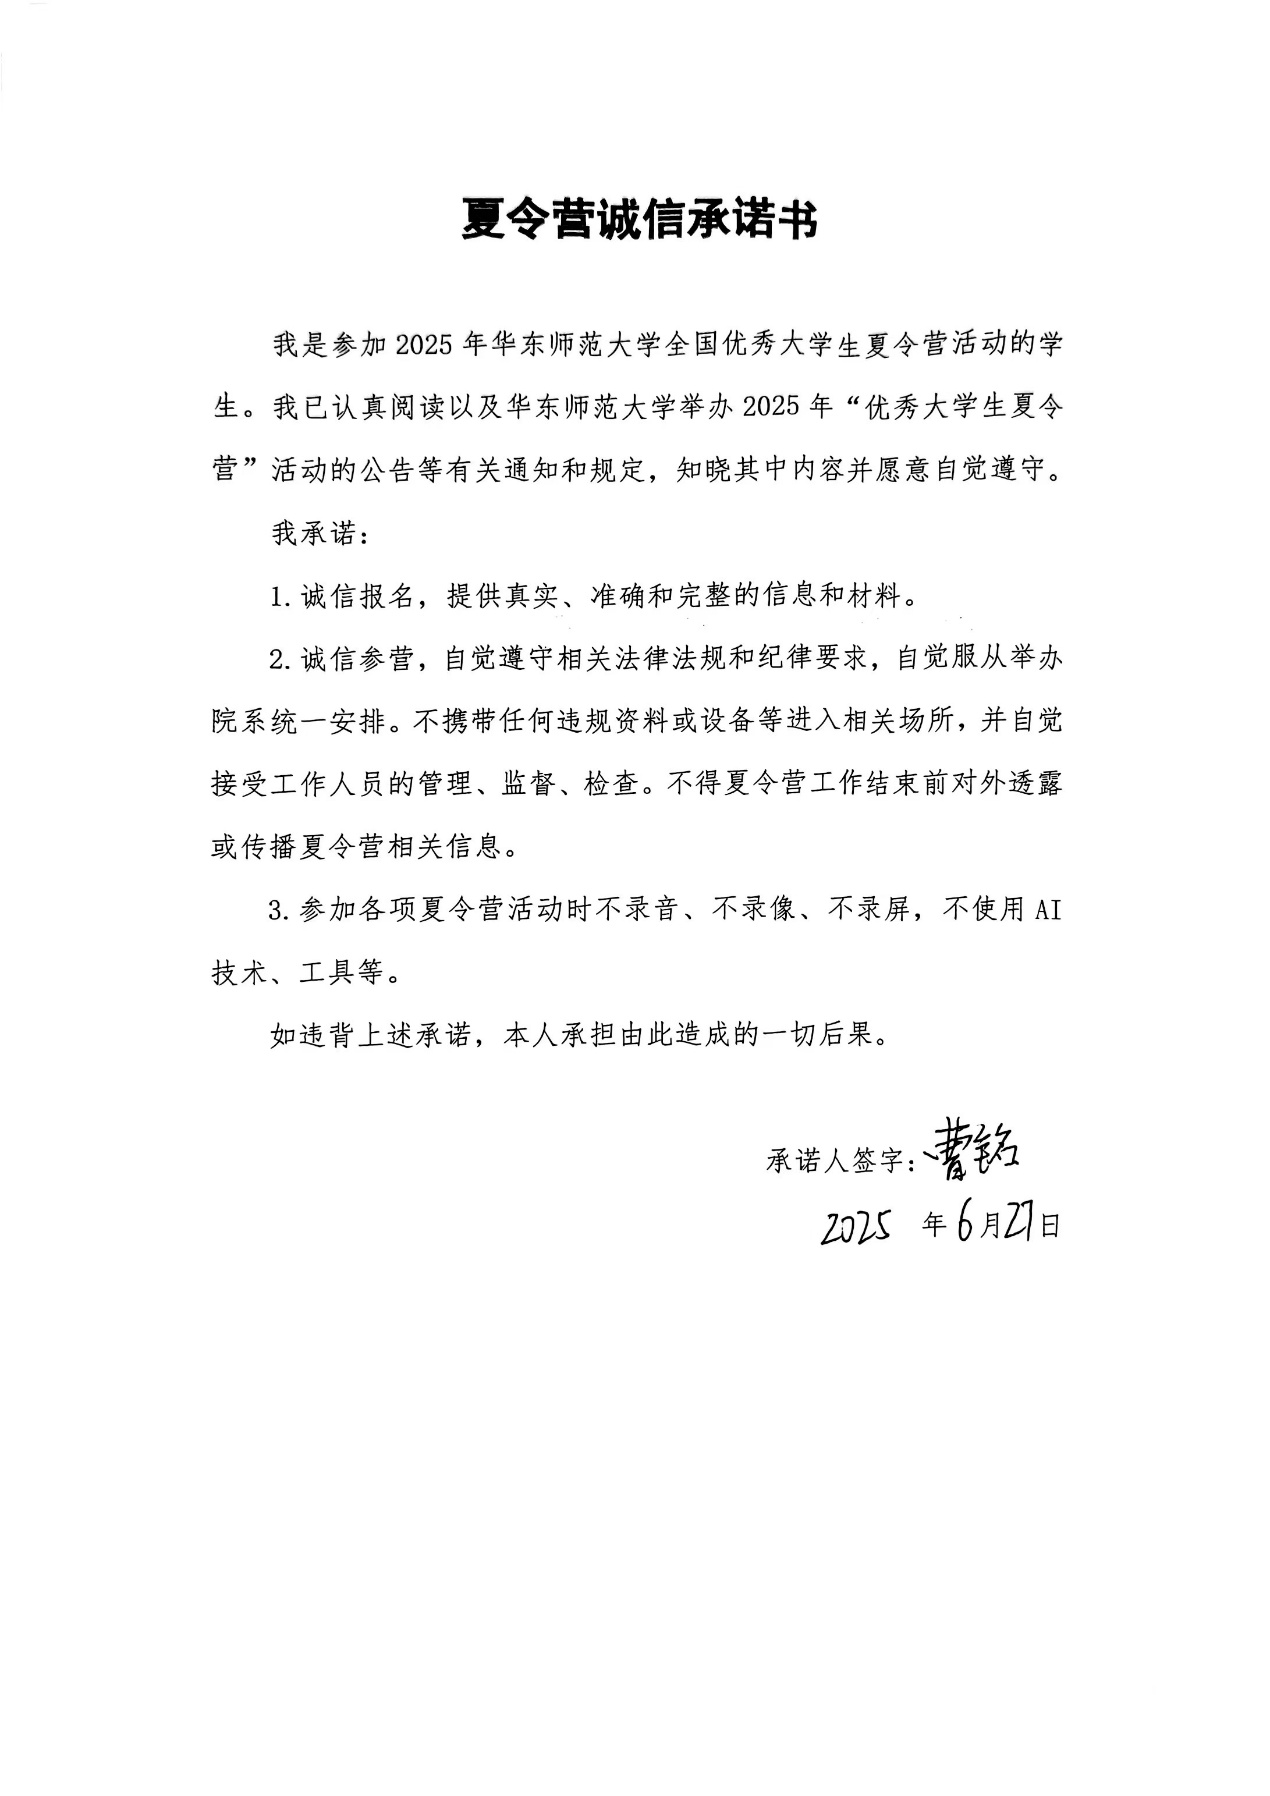 夏令营诚信承诺书
我是参加 2025 年华东师范大学全国优秀大学生夏令营活动的学
生。我已认真阅读以及华东师范大学举办 2025 年“优秀大学生夏令
营”活动的公告等有关通知和规定，知晓其中内容并愿意自觉遵守。
我承诺：
1. 诚信报名，提供真实、准确和完整的信息和材料。
2. 诚信参营，自觉遵守相关法律法规和纪律要求，自觉服从举办
院系统一安排。不携带任何违规资料或设备等进入相关场所，并自觉
接受工作人员的管理、监督、检查。不得夏令营工作结束前对外透露
或传播夏令营相关信息。
3. 参加各项夏令营活动时不录音、不录像、不录屏，不使用 AI
技术、工具等。
如违背上述承诺，本人承担由此造成的一切后果。
承诺人签字：曹铭
2025 年 6 月 27 日